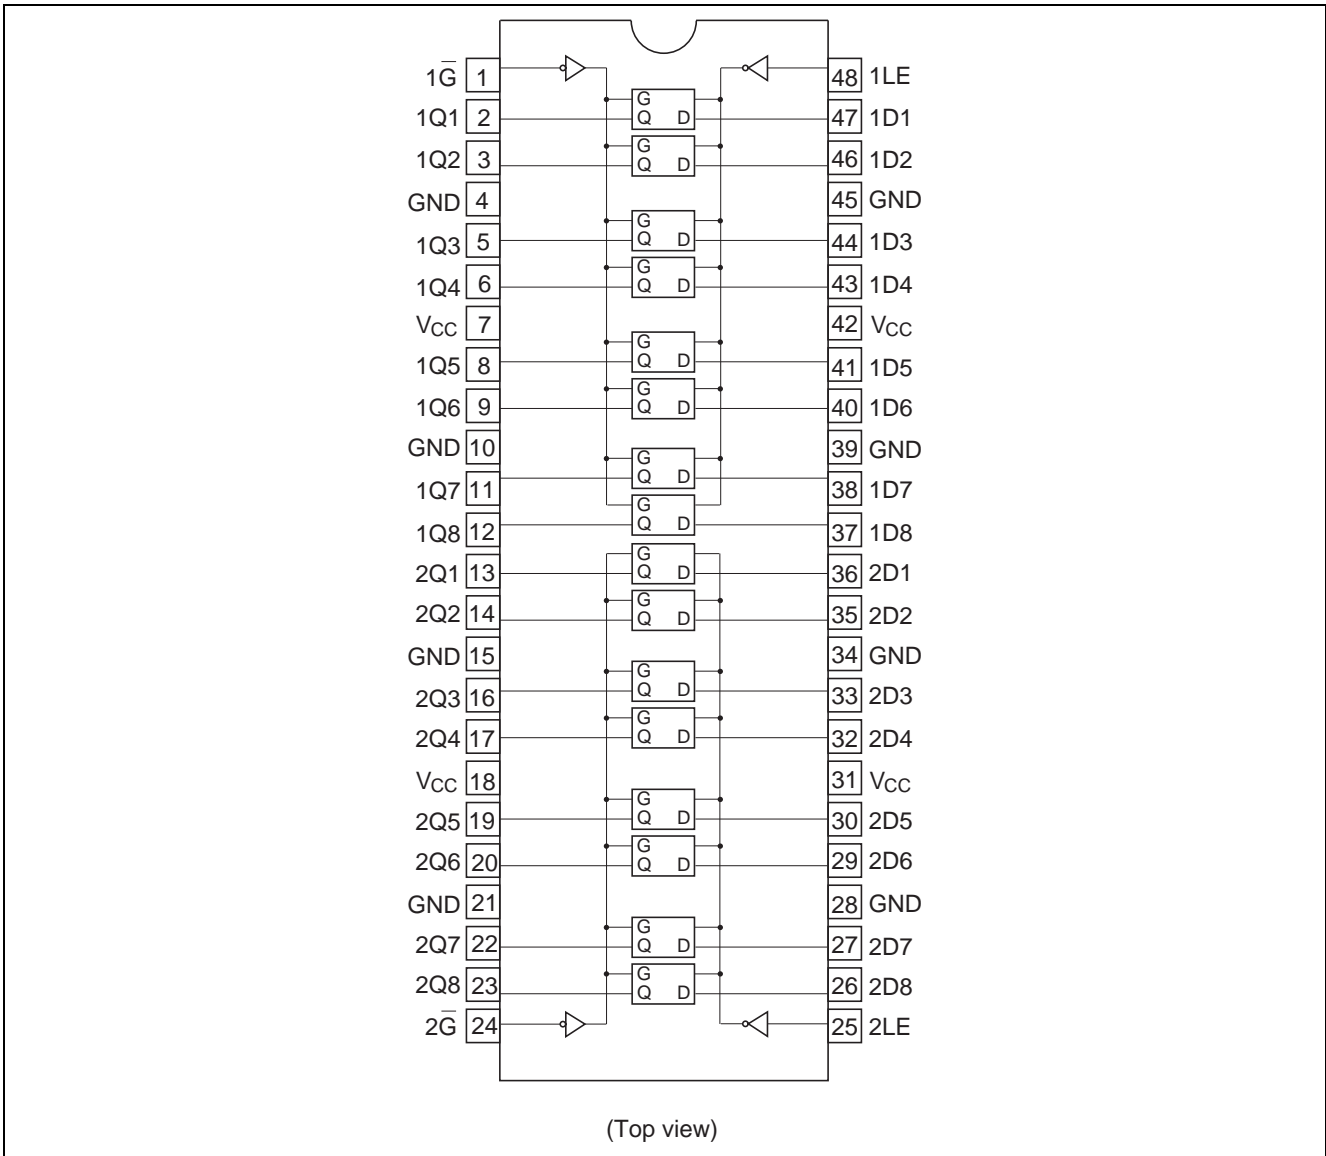 1G̅ 1 48 1LE
G
1Q1 2 Q D 47 1D1
G
1Q2 3 Q D 46 1D2
GND 4 45 GND
G
1Q3 5 Q D 44 1D3
G
1Q4 6 Q D 43 1D4
VCC 7 42 VCC
G
1Q5 8 Q D 41 1D5
G
1Q6 9 Q D 40 1D6
GND 10 39 GND
G
1Q7 11 Q D 38 1D7
G
1Q8 12 Q D 37 1D8
G
2Q1 13 Q D 36 2D1
G
2Q2 14 Q D 35 2D2
GND 15 34 GND
G
2Q3 16 Q D 33 2D3
G
2Q4 17 Q D 32 2D4
VCC 18 31 VCC
G
2Q5 19 Q D 30 2D5
G
2Q6 20 Q D 29 2D6
GND 21 28 GND
G
2Q7 22 Q D 27 2D7
G
2Q8 23 Q D 26 2D8
2G̅ 24 25 2LE
(Top view)